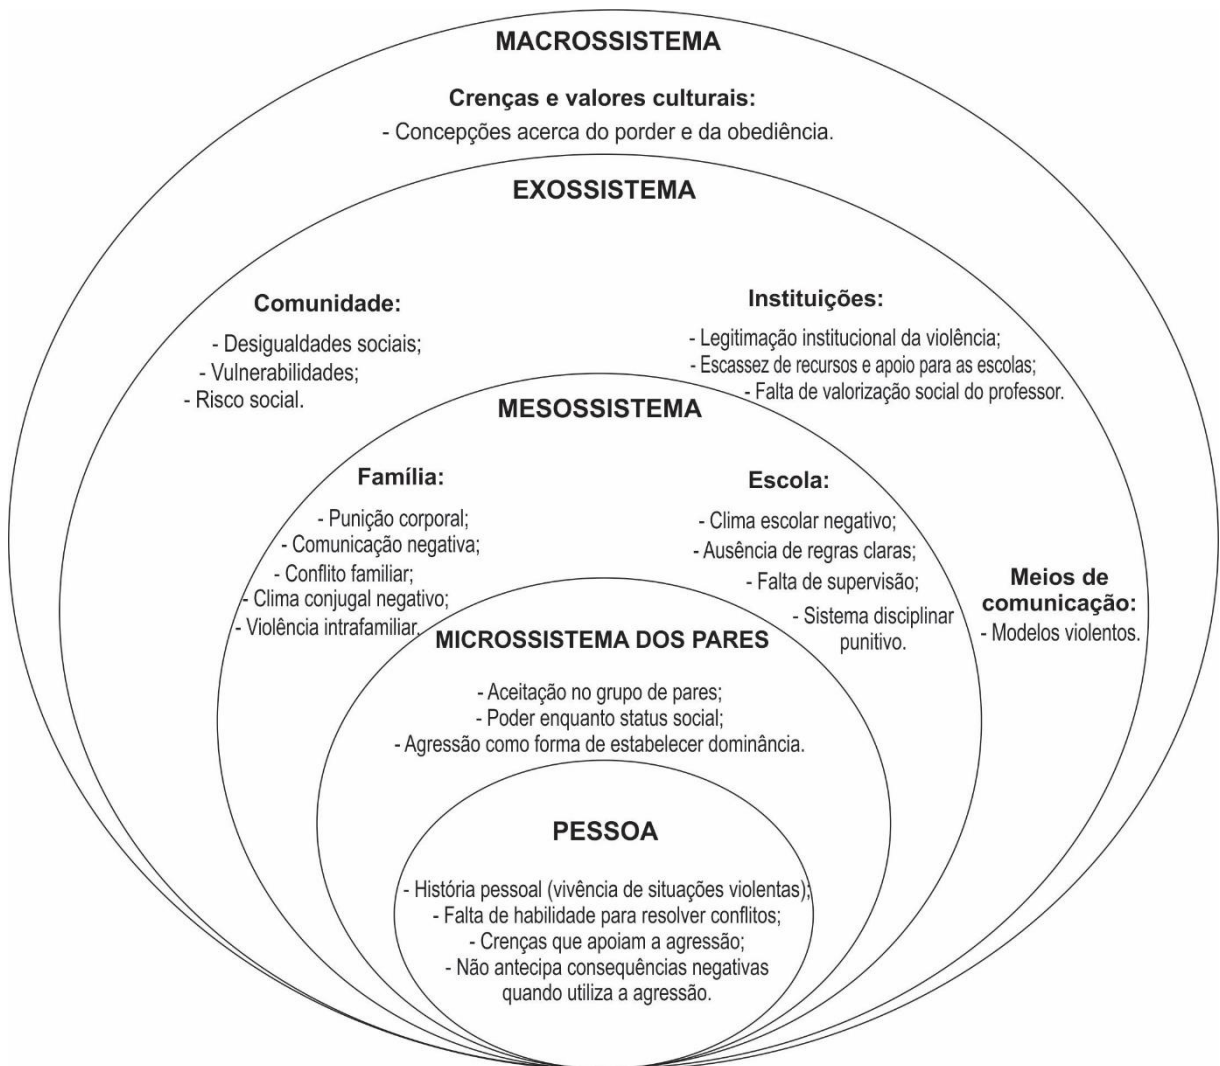 MACROSSISTEMA
Crenças e valores culturais:
- Concepções acerca do porder e da obediência.
EXOSSISTEMA
Comunidade:
- Desigualdades sociais;
- Vulnerabilidades;
- Risco social.
Instituições:
- Legitimação institucional da violência;
- Escassez de recursos e apoio para as escolas;
- Falta de valorização social do professor.
MESOSSISTEMA
Família:
- Punição corporal;
- Comunicação negativa;
- Conflito familiar;
- Clima conjugal negativo;
- Violência intrafamiliar.
Escola:
- Clima escolar negativo;
- Ausência de regras claras;
- Falta de supervisão;
- Sistema disciplinar
punitivo.
Meios de
comunicação:
- Modelos violentos.
MICROSSISTEMA DOS PARES
- Aceitação no grupo de pares;
- Poder enquanto status social;
- Agressão como forma de estabelecer dominância.
PESSOA
- História pessoal (vivência de situações violentas);
- Falta de habilidade para resolver conflitos;
- Crenças que apoiam a agressão;
- Não antecipa consequências negativas
quando utiliza a agressão.